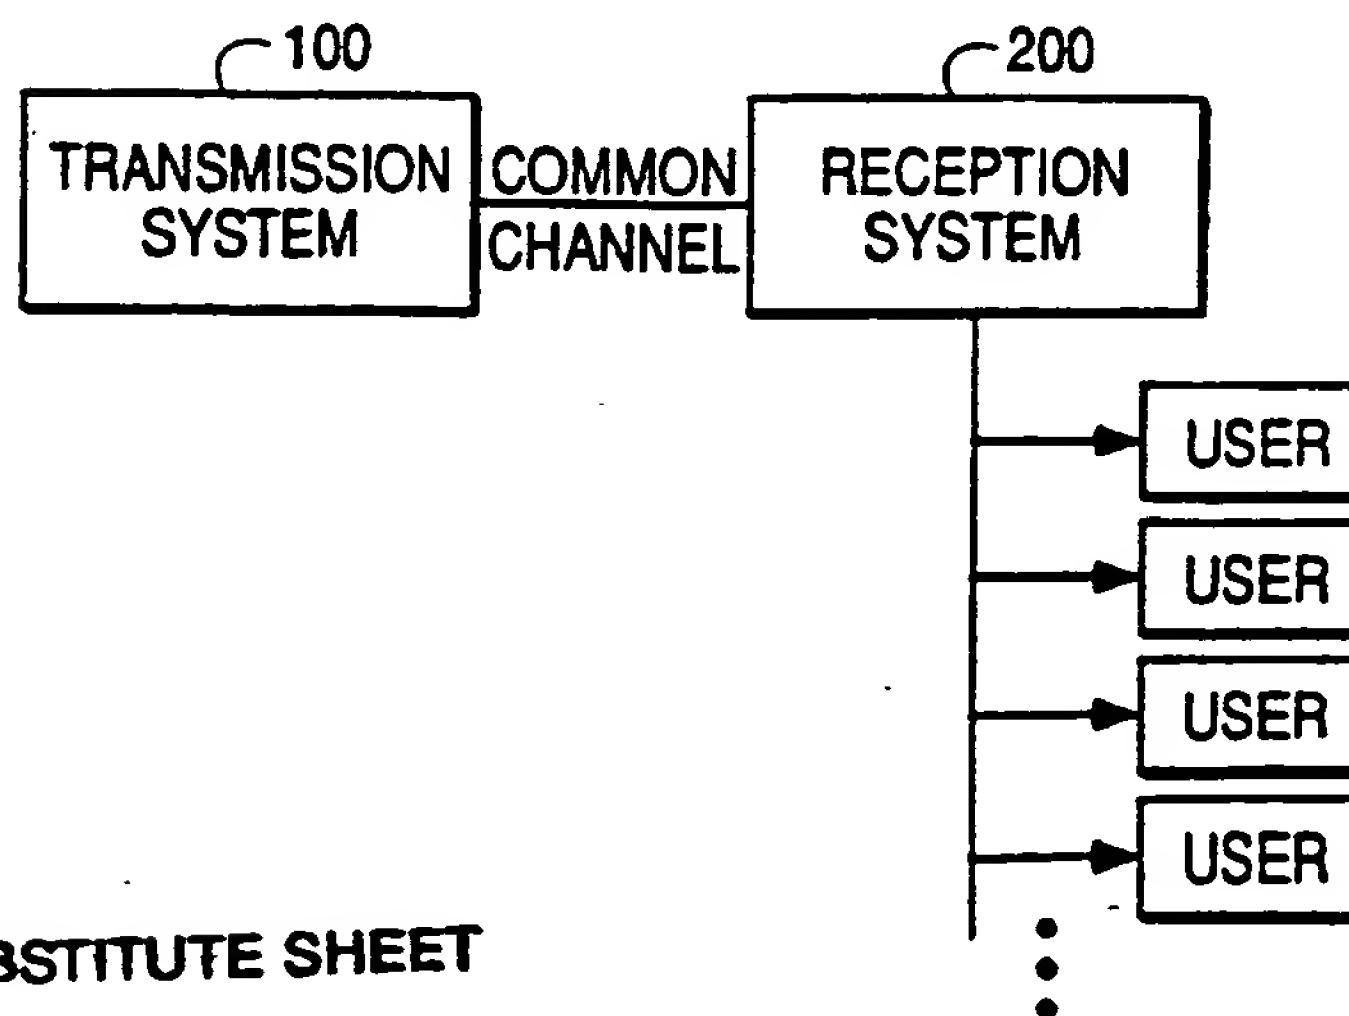 100
200
TRANSMISSION
SYSTEM
COMMON
CHANNEL
RECEPTION
SYSTEM
USER
USER
USER
USER
BSTITUTE SHEET